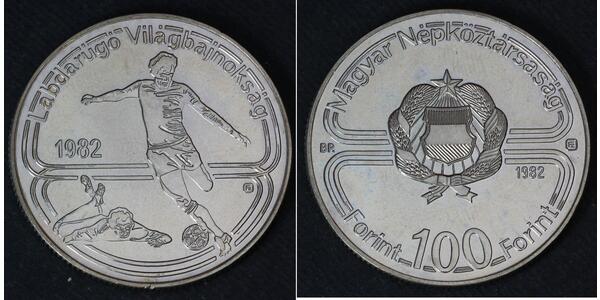 Labdarúgó Világbajnokság
1982
Magyar Népköztársaság
BP. 1982
Forint 100 Forint